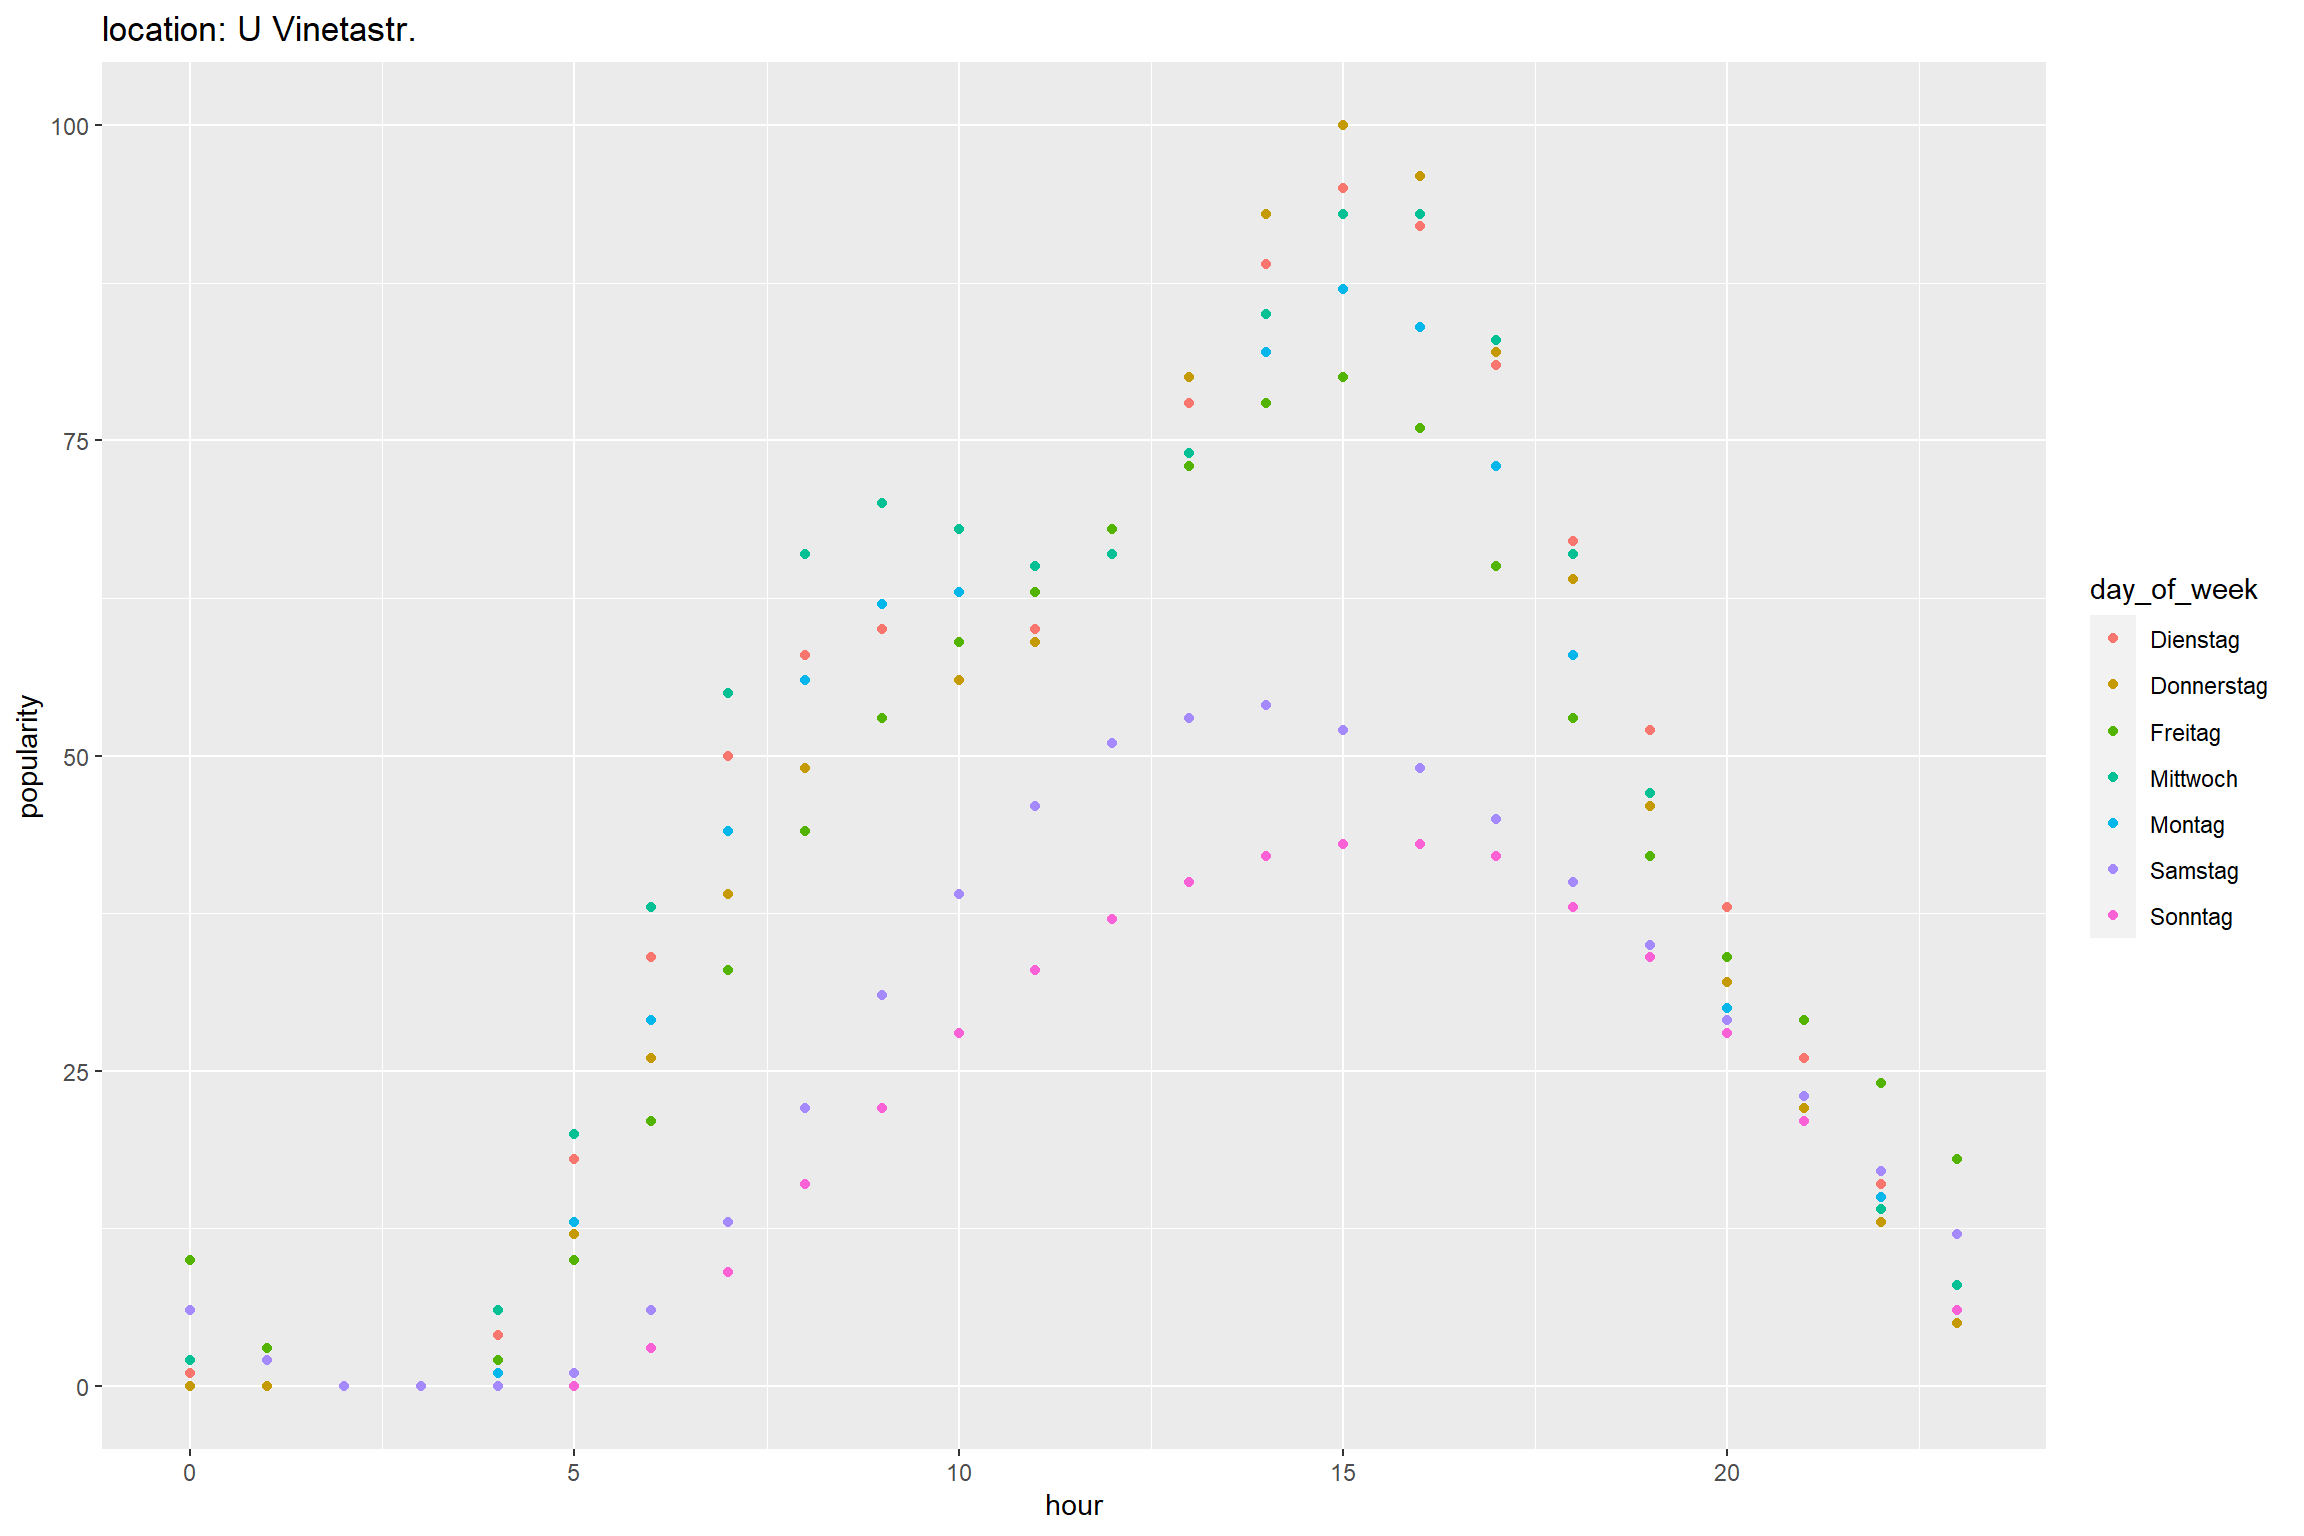 location: U Vinetastr.
100
75
50
25
0
popularity
0 5 10 15 20
hour
day_of_week
Dienstag
Donnerstag
Freitag
Mittwoch
Montag
Samstag
Sonntag